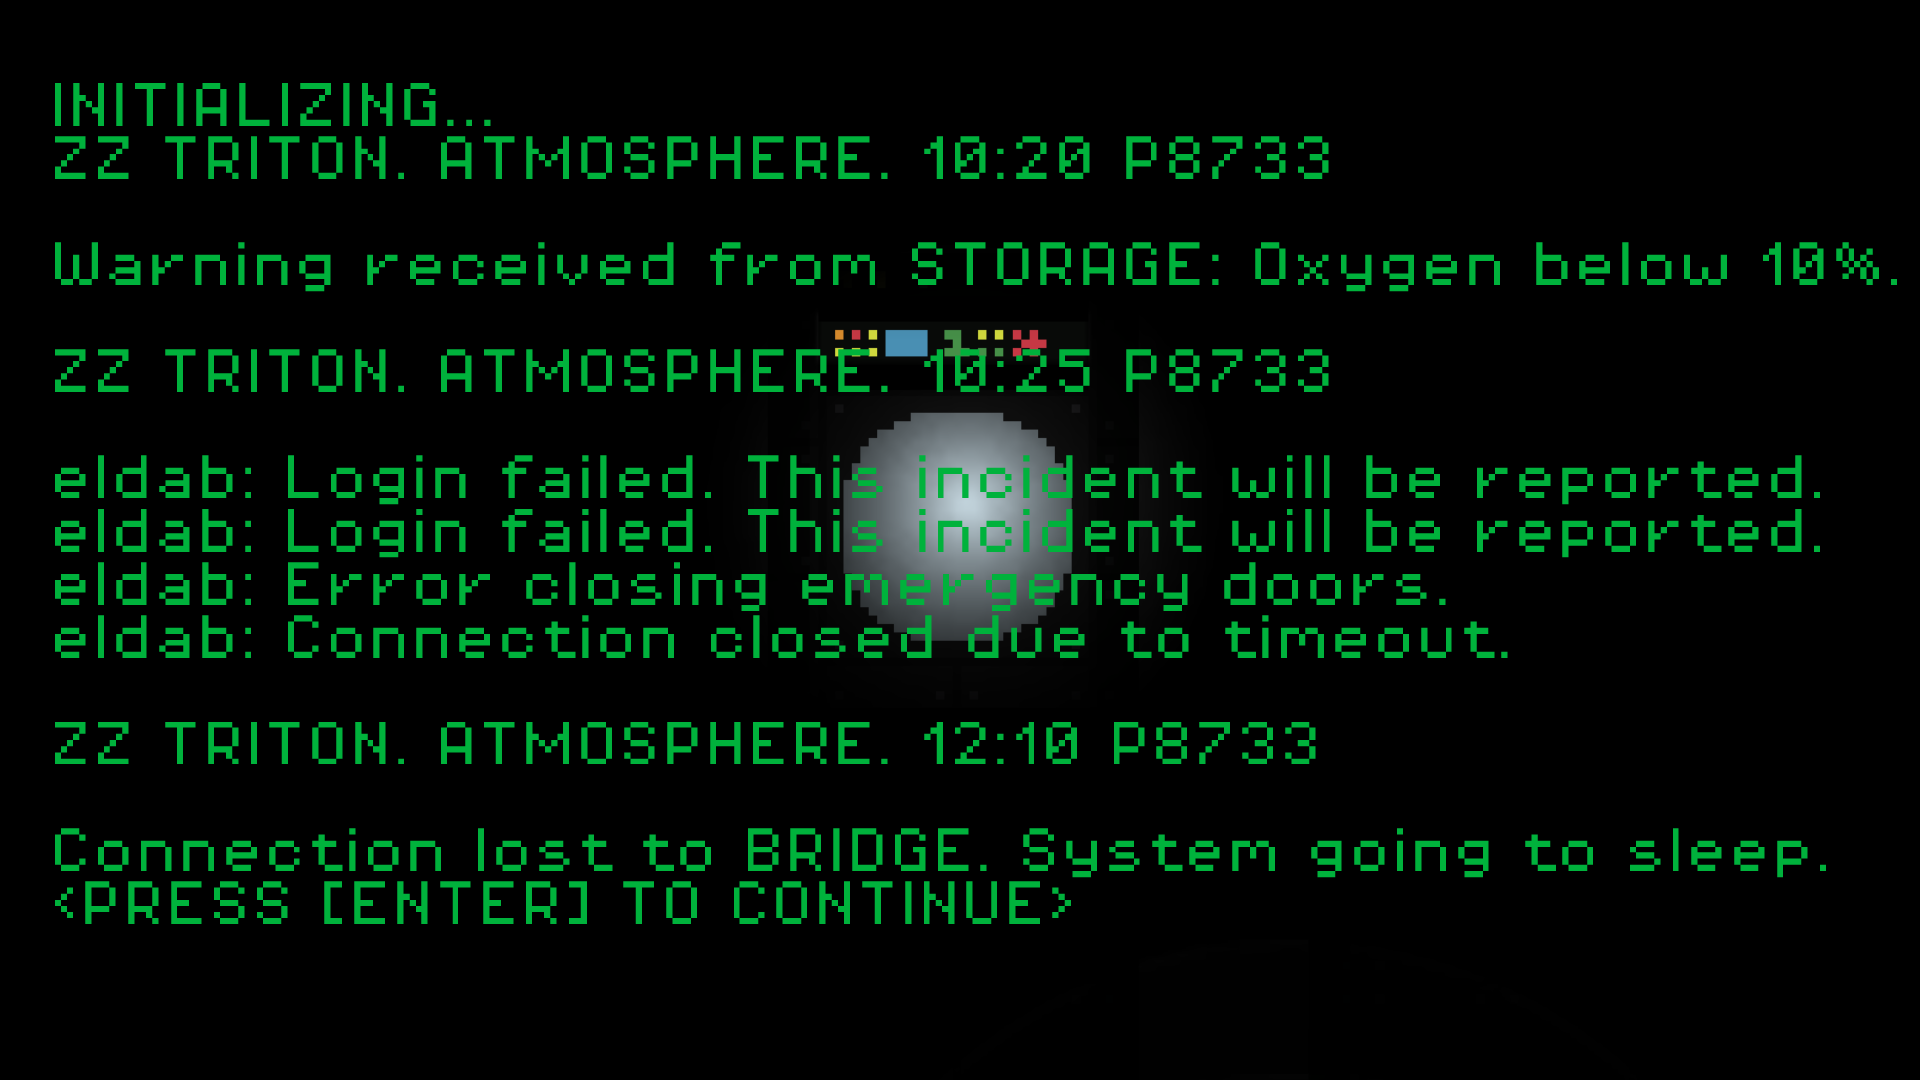 INITIALIZING...
ZZ TRITON. ATMOSPHERE. 10:20 P8733
Warning received from STORAGE: Oxygen below 10%.
ZZ TRITON. ATMOSPHERE. 10:25 P8733
eldab: Login failed. This incident will be reported.
eldab: Login failed. This incident will be reported.
eldab: Error closing emergency doors.
eldab: Connection closed due to timeout.
ZZ TRITON. ATMOSPHERE. 12:10 P8733
Connection lost to BRIDGE. System going to sleep.
<PRESS [ENTER] TO CONTINUE>